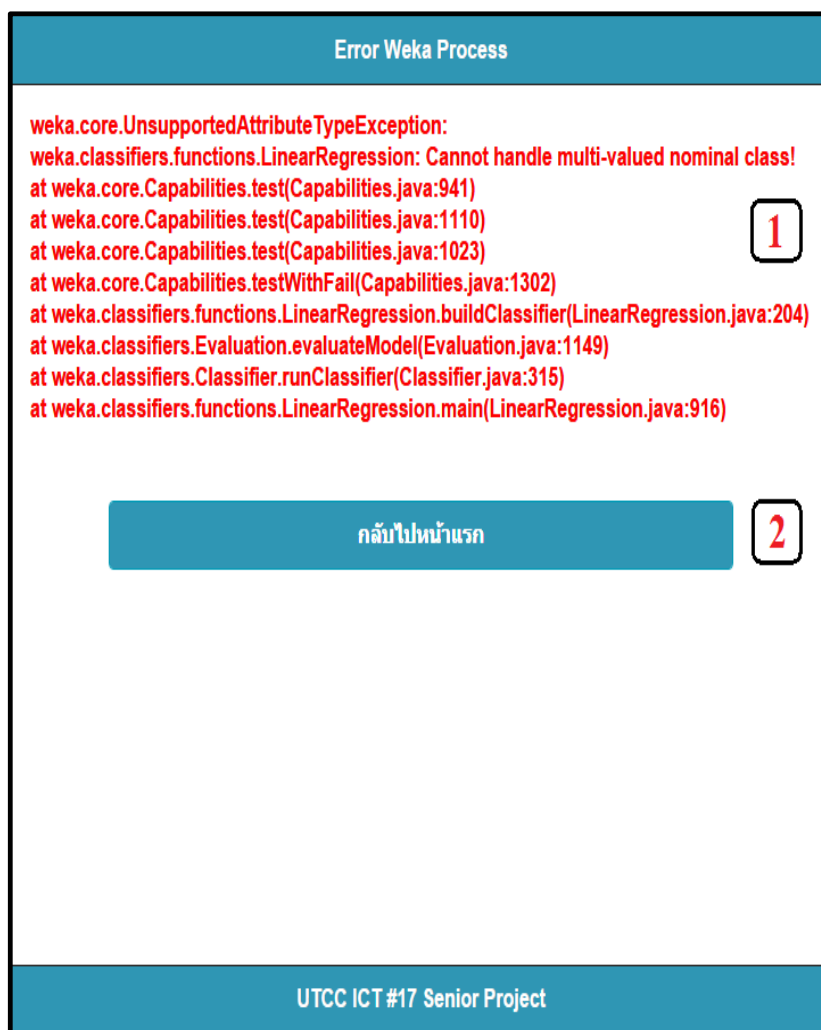 Error Weka Process
weka.core.UnsupportedAttributeTypeException:
weka.classifiers.functions.LinearRegression: Cannot handle multi-valued nominal class!
at weka.core.Capabilities.test(Capabilities.java:941)
at weka.core.Capabilities.test(Capabilities.java:1110)
1
at weka.core.Capabilities.test(Capabilities.java:1023)
at weka.core.Capabilities.testWithFail(Capabilities.java:1302)
at weka.classifiers.functions.LinearRegression.buildClassifier(LinearRegression.java:204)
at weka.classifiers.Evaluation.evaluateModel(Evaluation.java:1149)
at weka.classifiers.Classifier.runClassifier(Classifier.java:315)
at weka.classifiers.functions.LinearRegression.main(LinearRegression.java:916)
กลับไปหน้าแรก
2
UTCC ICT #17 Senior Project